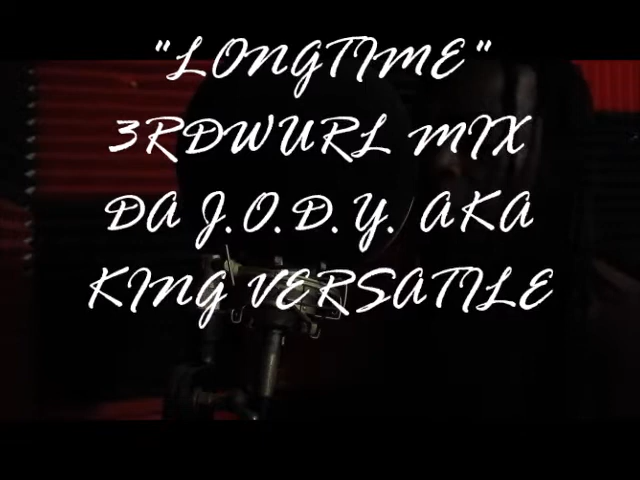 "LONGTIME"
3RDWURL MIX
DA J.O.D.Y. AKA
KING VERSATILE